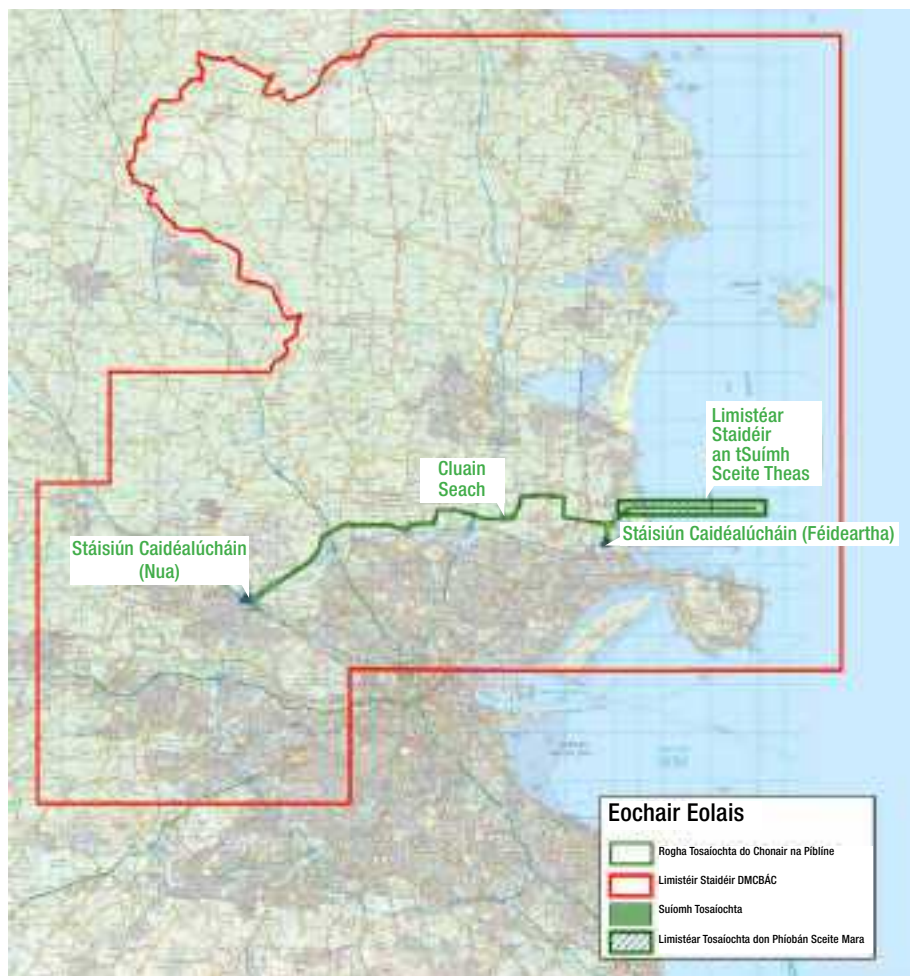 Limistéar
Staidéir
an tSuímh
Sceite Theas
Cluain
Seach
Stáisiún Caidéalúcháin (Féideartha)
Stáisiún Caidéalúcháin
(Nua)
Eochair Eolais
Rogha Tosaíochta do Chonair na Píblíne
Limistéir Staidéir DMCBÁC
Suíomh Tosaíochta
Limistéar Tosaíochta don Phíobán Sceite Mara